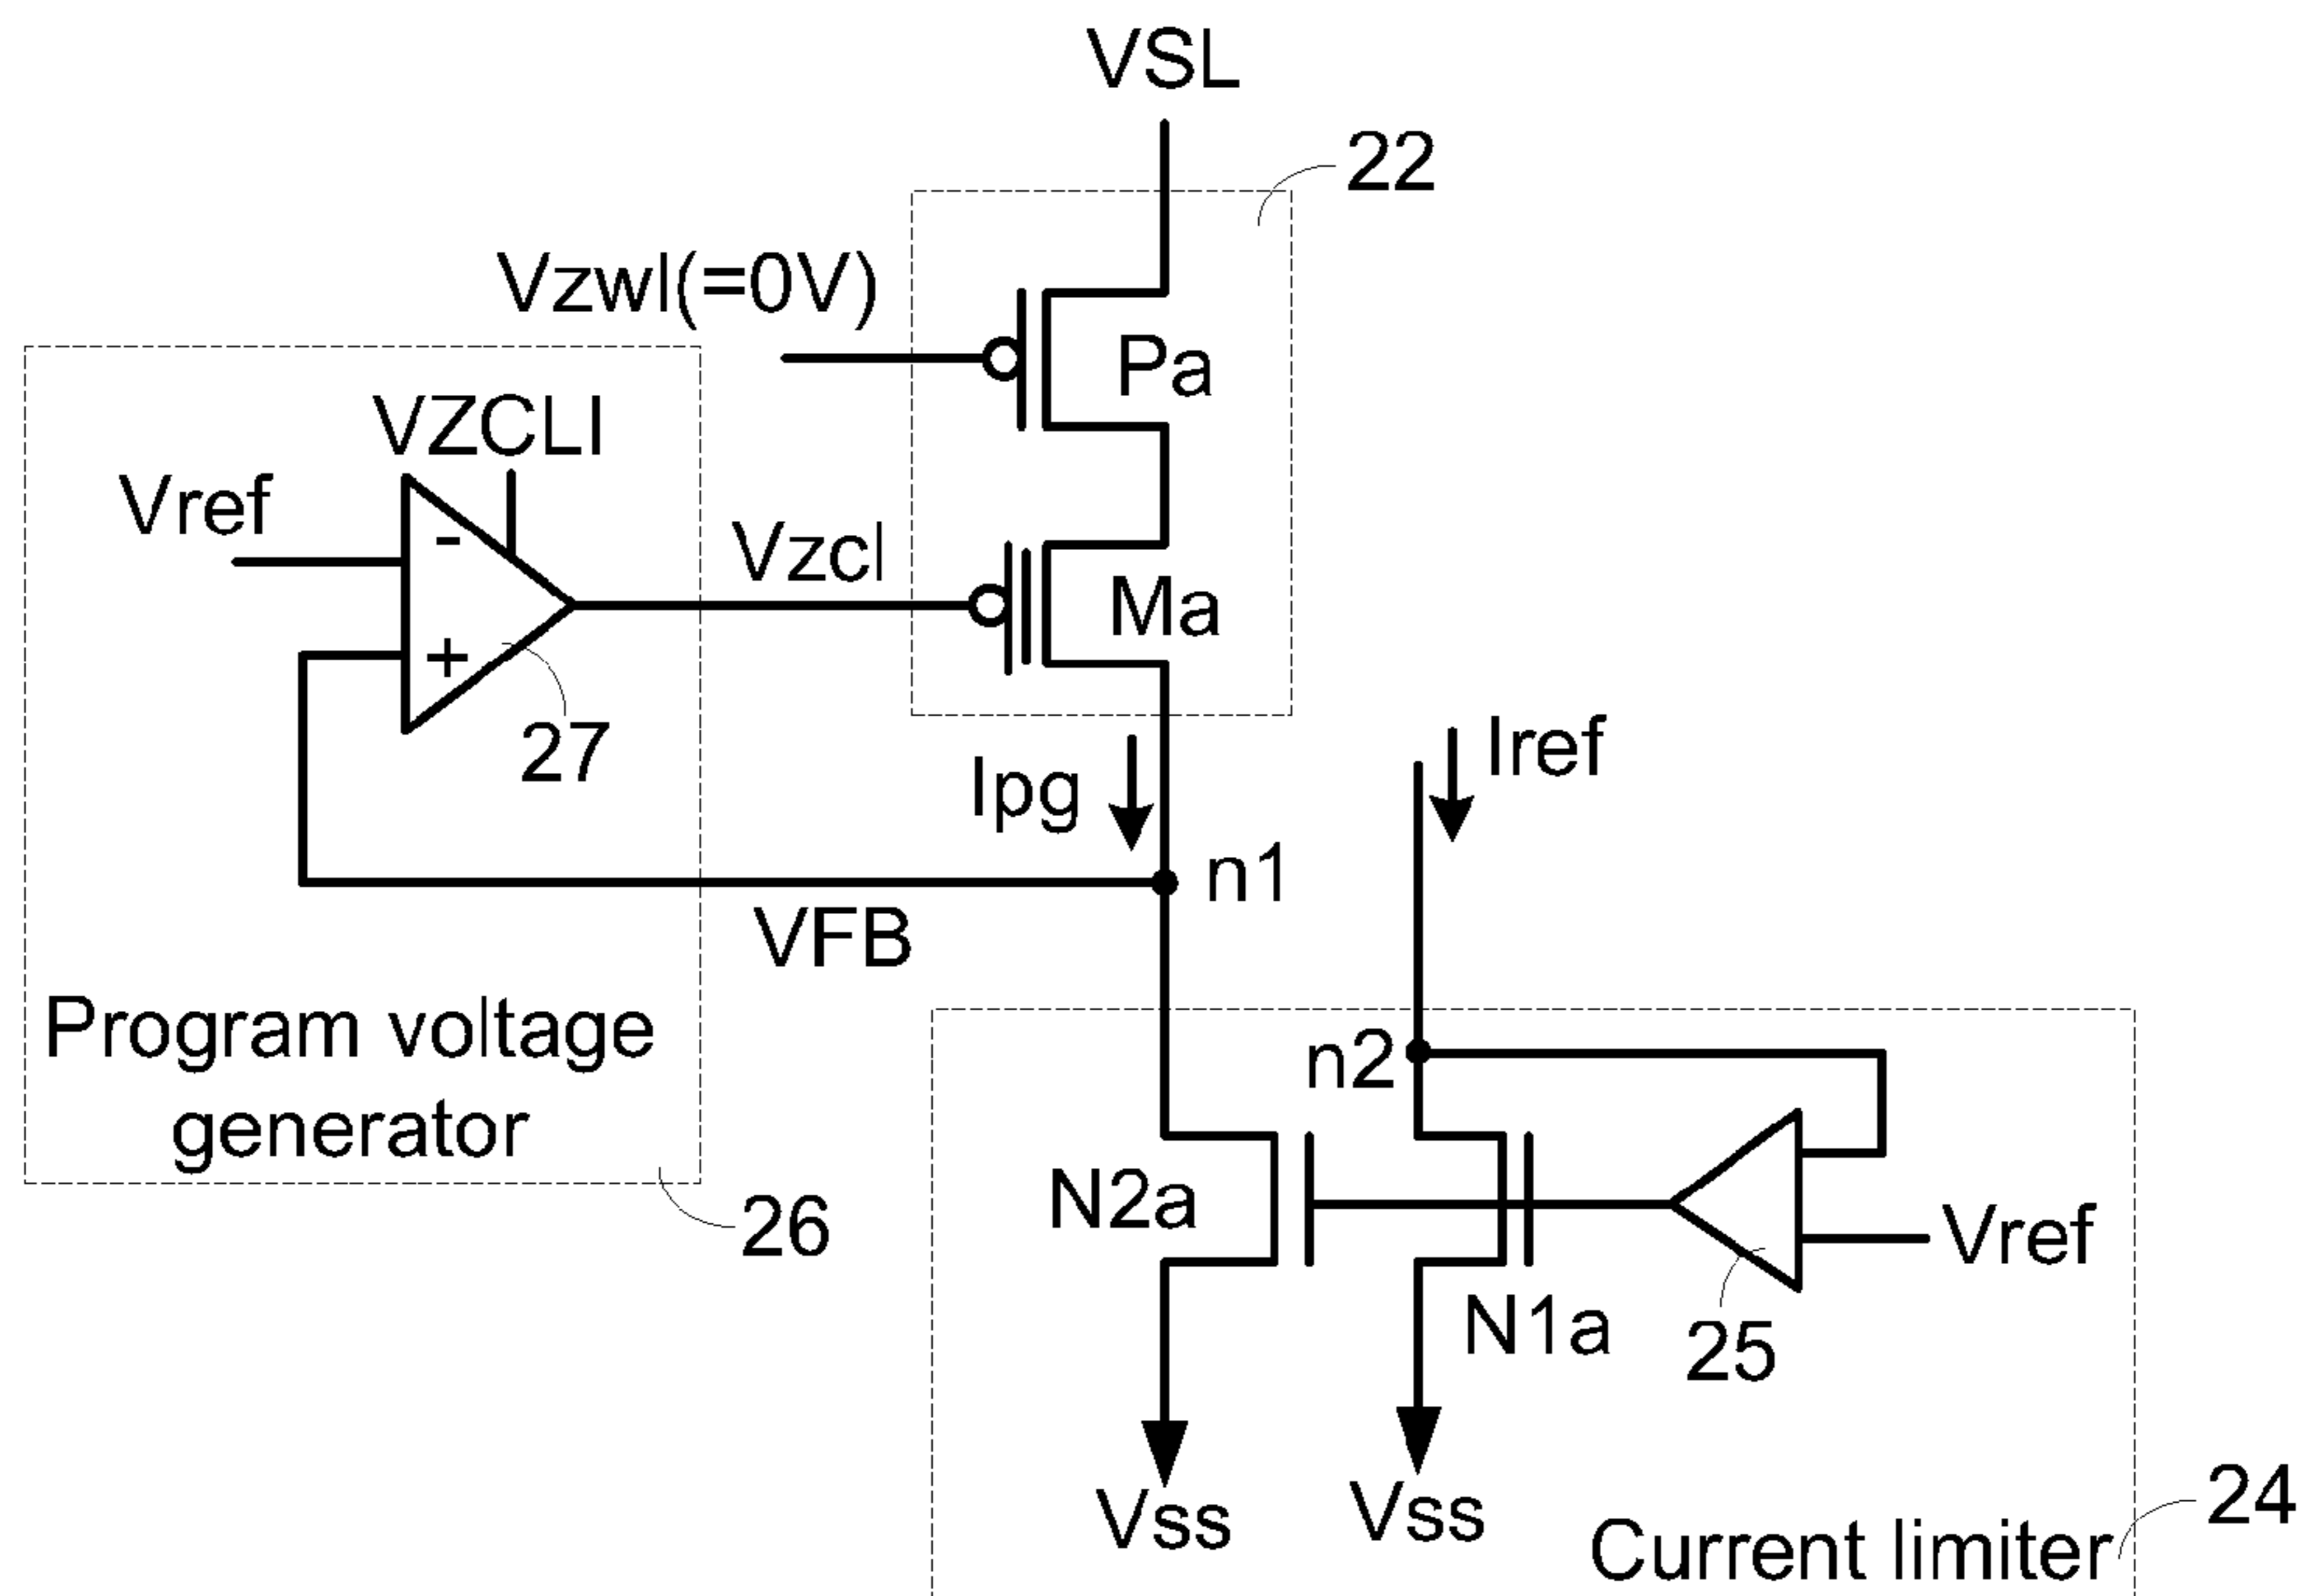 VSL
22
Vzwl(=0V)
Pa
VZCLI
Vref
-
+
Vzcl
Ma
27
Ipg
Iref
n1
VFB
Program voltage
generator
26
n2
N2a
N1a
Vref
25
Vss
Vss
24
Current limiter